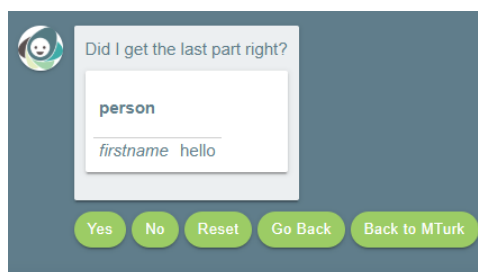 Did I get the last part right?
person
firstname hello
Yes No Reset Go Back Back to MTurk